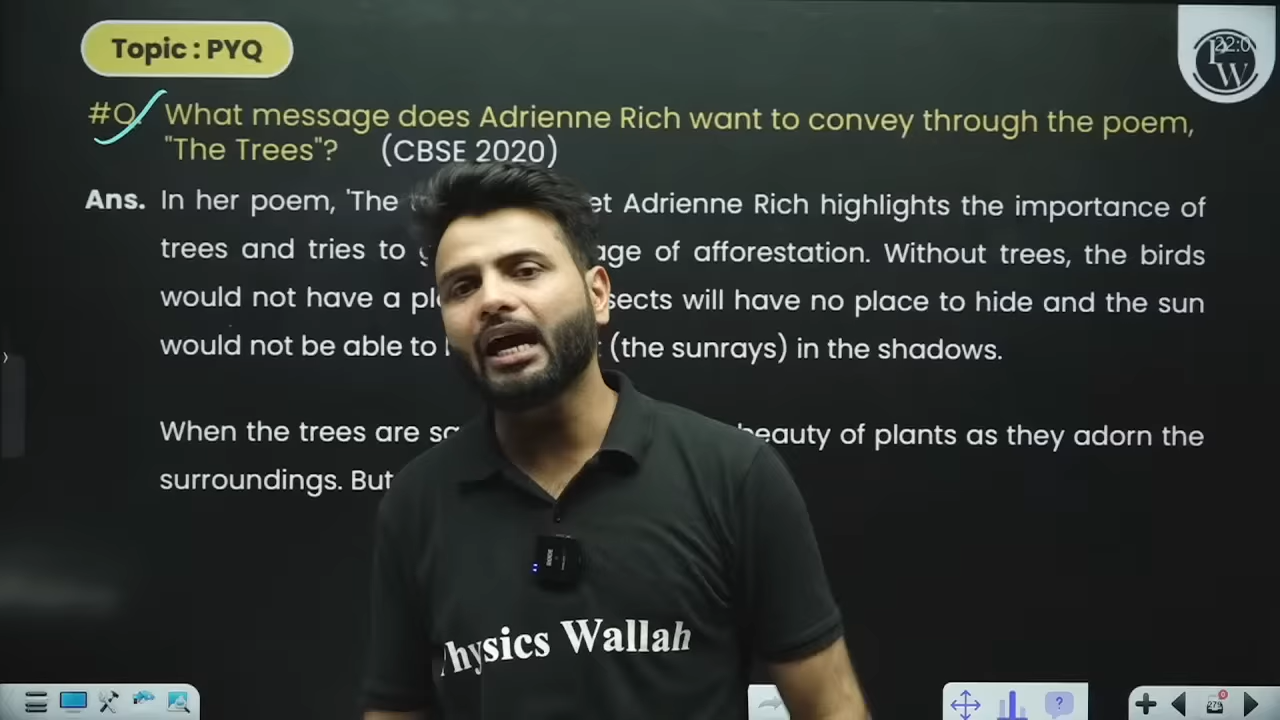 Topic : PYQ
22:0
PW
#Q. What message does Adrienne Rich want to convey through the poem,
"The Trees"? (CBSE 2020)
Ans. In her poem, 'The et Adrienne Rich highlights the importance of
trees and tries to age of afforestation. Without trees, the birds
would not have a sects will have no place to hide and the sun
would not be able to (the sunrays) in the shadows.
When the trees are beauty of plants as they adorn the
surroundings. But
Physics Wallah